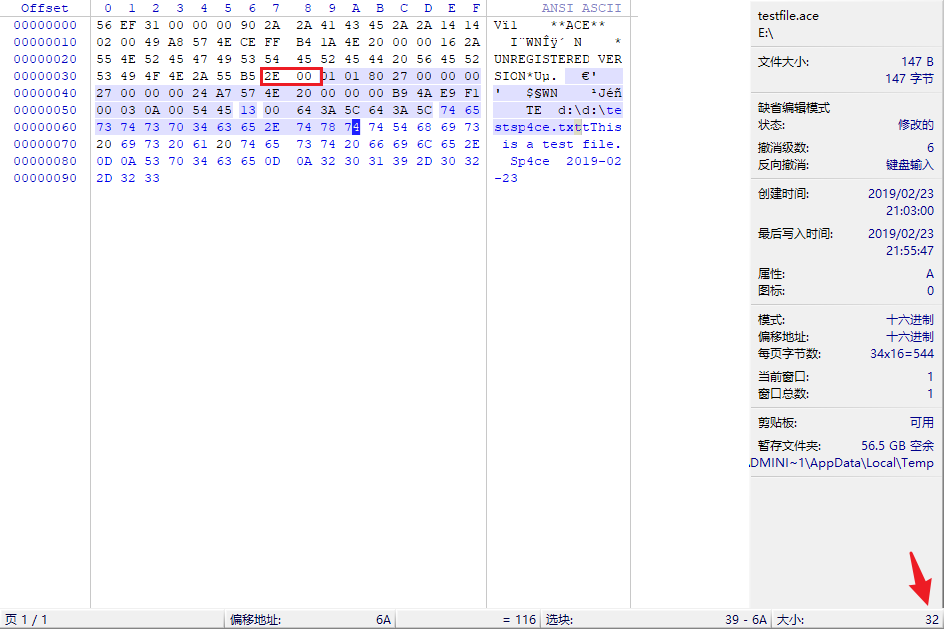 Offset 0 1 2 3 4 5 6 7 8 9 A B C D E F ANSI ASCII
00000000 56 EF 31 00 00 00 90 2A 2A 41 43 45 2A 2A 14 14 Vï1 **ACE**
00000010 02 00 49 A8 57 4E CE FF B4 1A 4E 20 00 00 16 2A I¨WNÎÿ´ N *
00000020 55 4E 52 45 47 49 53 54 45 52 45 44 20 56 45 52 UNREGISTERED VER
00000030 53 49 4F 4E 2A 55 B5 2E 00 01 01 80 27 00 00 00 SION*Uµ. €'
00000040 27 00 00 00 24 A7 57 4E 20 00 00 00 B9 4A E9 F1 ' $§WN ¹Jéñ
00000050 00 03 0A 00 54 45 13 00 64 3A 5C 64 3A 5C 74 65 TE d:\d:\te
00000060 73 74 73 70 34 63 65 2E 74 78 74 74 54 68 69 73 stsp4ce.txttThis
00000070 20 69 73 20 61 20 74 65 73 74 20 66 69 6C 65 2E is a test file.
00000080 0D 0A 53 70 34 63 65 0D 0A 32 30 31 39 2D 30 32 Sp4ce 2019-02
00000090 2D 32 33 -23
testfile.ace
E:\
文件大小: 147 B
147 字节
缺省编辑模式
状态: 修改的
撤消级数: 6
反向撤消: 键盘输入
创建时间: 2019/02/23
21:03:00
最后写入时间: 2019/02/23
21:55:47
属性: A
图标: 0
模式: 十六进制
偏移地址: 十六进制
每页字节数: 34x16=544
当前窗口: 1
窗口总数: 1
剪贴板: 可用
暂存文件夹: 56.5 GB 空余
ADMINI~1\AppData\Local\Temp
页 1 / 1 偏移地址: 6A = 116 选块: 39 - 6A 大小: 32